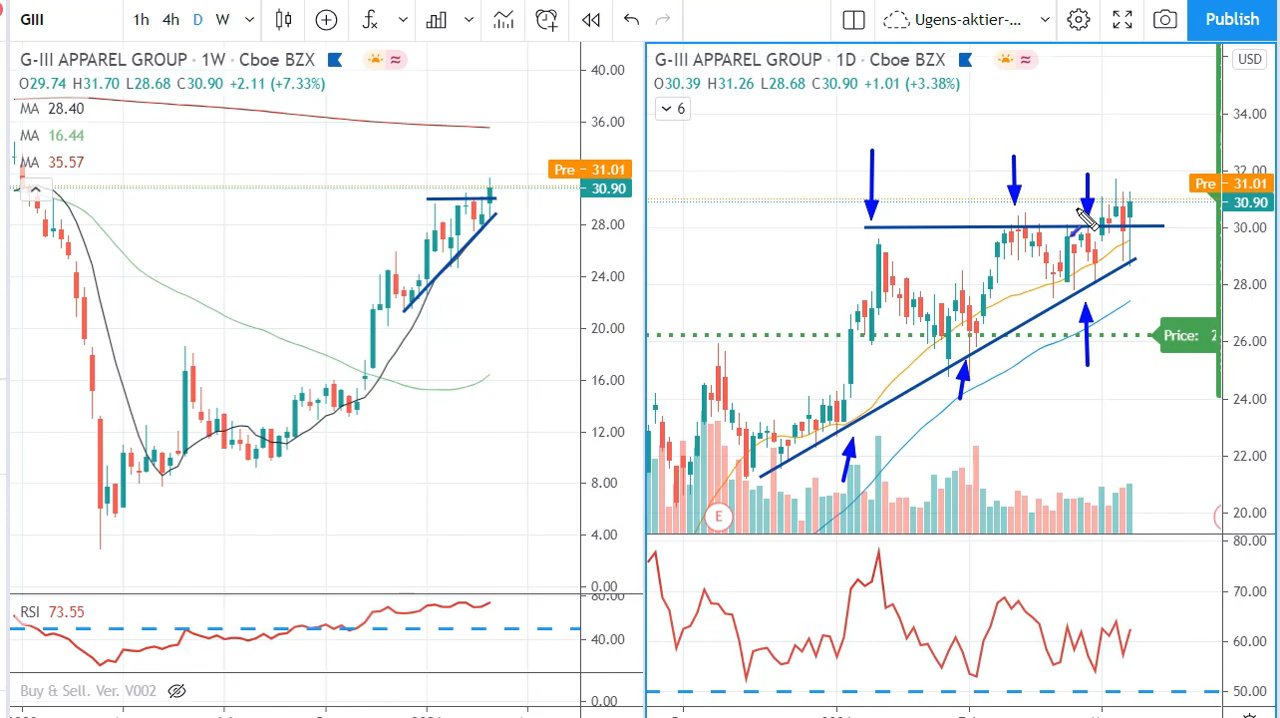 GIII 1h 4h D W Ugens-aktier-... Publish
G-III APPAREL GROUP · 1W · Cboe BZX
O29.74 H31.70 L28.68 C30.90 +2.11 (+7.33%)
MA 28.40
MA 16.44
MA 35.57
40.00
36.00
Pre 31.01
30.90
28.00
24.00
20.00
16.00
12.00
8.00
4.00
0.00
RSI 73.55
40.00
Buy & Sell. Ver. V002
0.00
G-III APPAREL GROUP · 1D · Cboe BZX
O30.39 H31.26 L28.68 C30.90 +1.01 (+3.38%)
6
USD
34.00
32.00
Pre 31.01
30.90
30.00
28.00
Price: 2
26.00
24.00
22.00
E
20.00
80.00
70.00
60.00
50.00